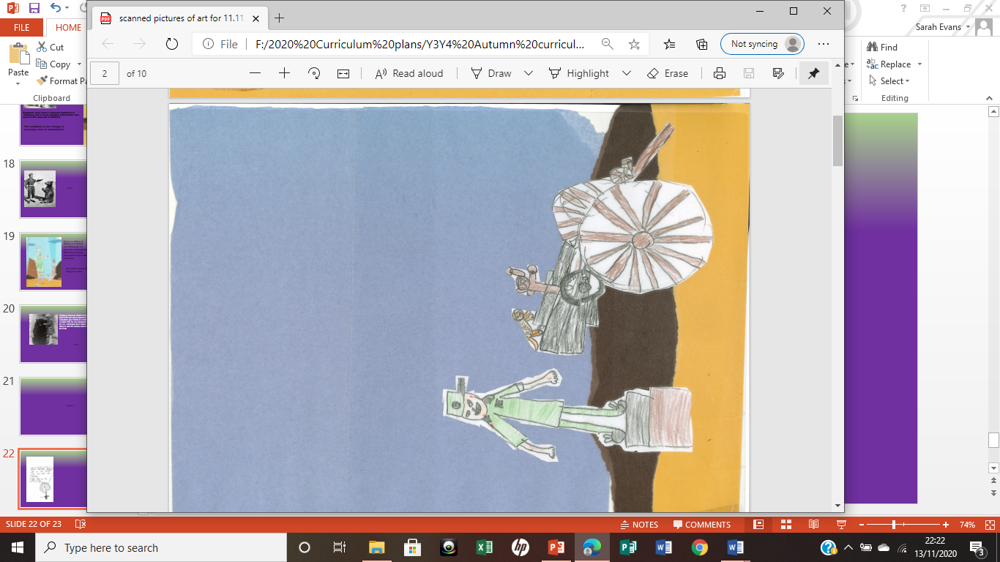 FILE
HOME
Cut
Copy
Format Pa
Paste
Clipboard
scanned pictures of art for 11.11
File
F:/2020%20Curriculum%20plans/Y3Y4%20Autumn%20curricul...
Not syncing
2
of 10
Read aloud
Draw
Highlight
Erase
Sarah Evans
Find
Replace
Select
Editing
18
19
20
21
22
SLIDE 22 OF 23
NOTES
COMMENTS
74%
Type here to search
22:22
13/11/2020
3